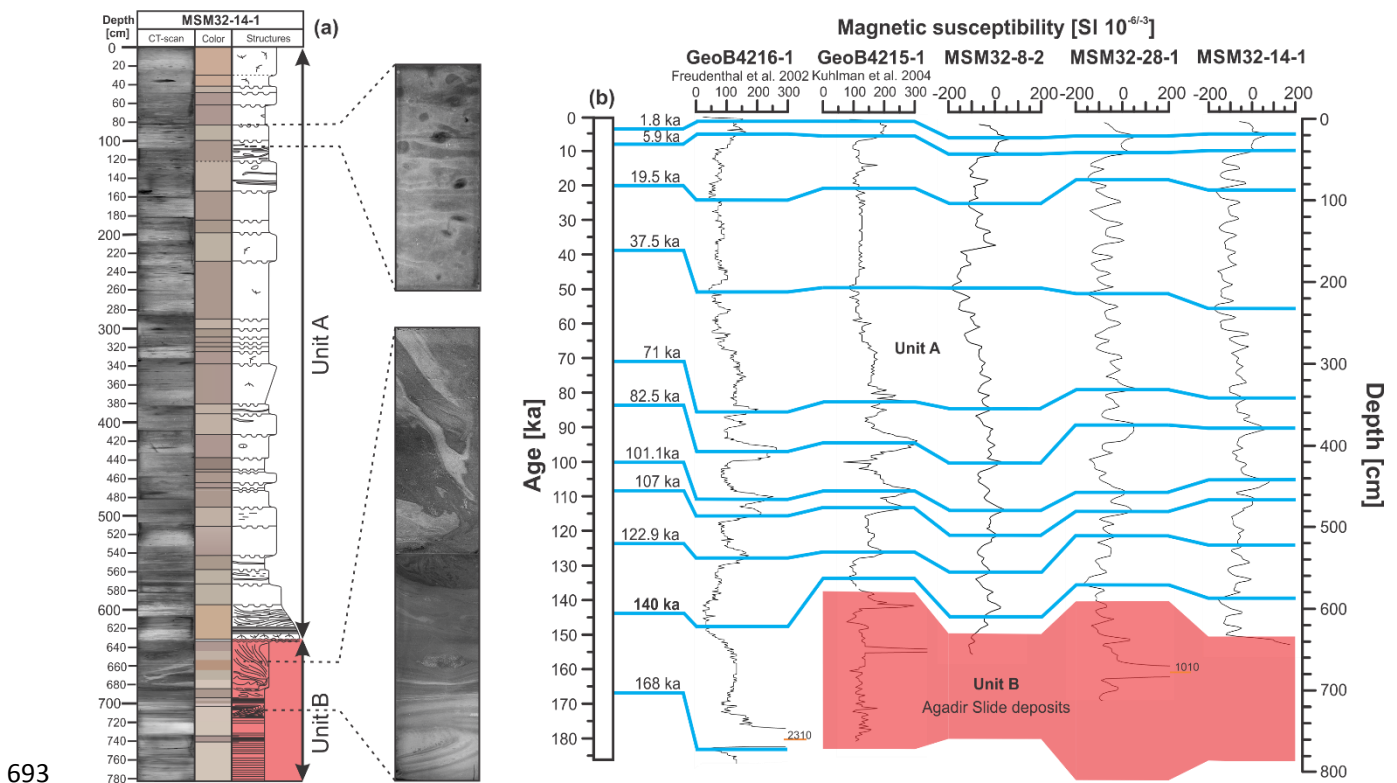 MSM32-14-1
Depth
[cm]
CT-scan
Color
Structures
(a)
0
20
40
60
80
100
120
140
160
180
200
220
240
260
280
300
320
340
360
380
400
420
440
460
480
500
520
540
560
580
600
620
640
660
680
700
720
740
760
780
Unit A
Unit B
Magnetic susceptibility [SI 10-6/-3]
(b)
GeoB4216-1
Freudenthal et al. 2002
0 100 200 300
GeoB4215-1
Kuhlman et al. 2004
0 100 200 300
MSM32-8-2
-200 0 200
MSM32-28-1
-200 0 200
MSM32-14-1
-200 0 200
Age [ka]
0
10
20
30
40
50
60
70
80
90
100
110
120
130
140
150
160
170
180
1.8 ka
5.9 ka
19.5 ka
37.5 ka
71 ka
82.5 ka
101.1ka
107 ka
122.9 ka
140 ka
168 ka
2310
Unit A
Unit B
Agadir Slide deposits
1010
0
100
200
300
400
500
600
700
800
Depth [cm]
693